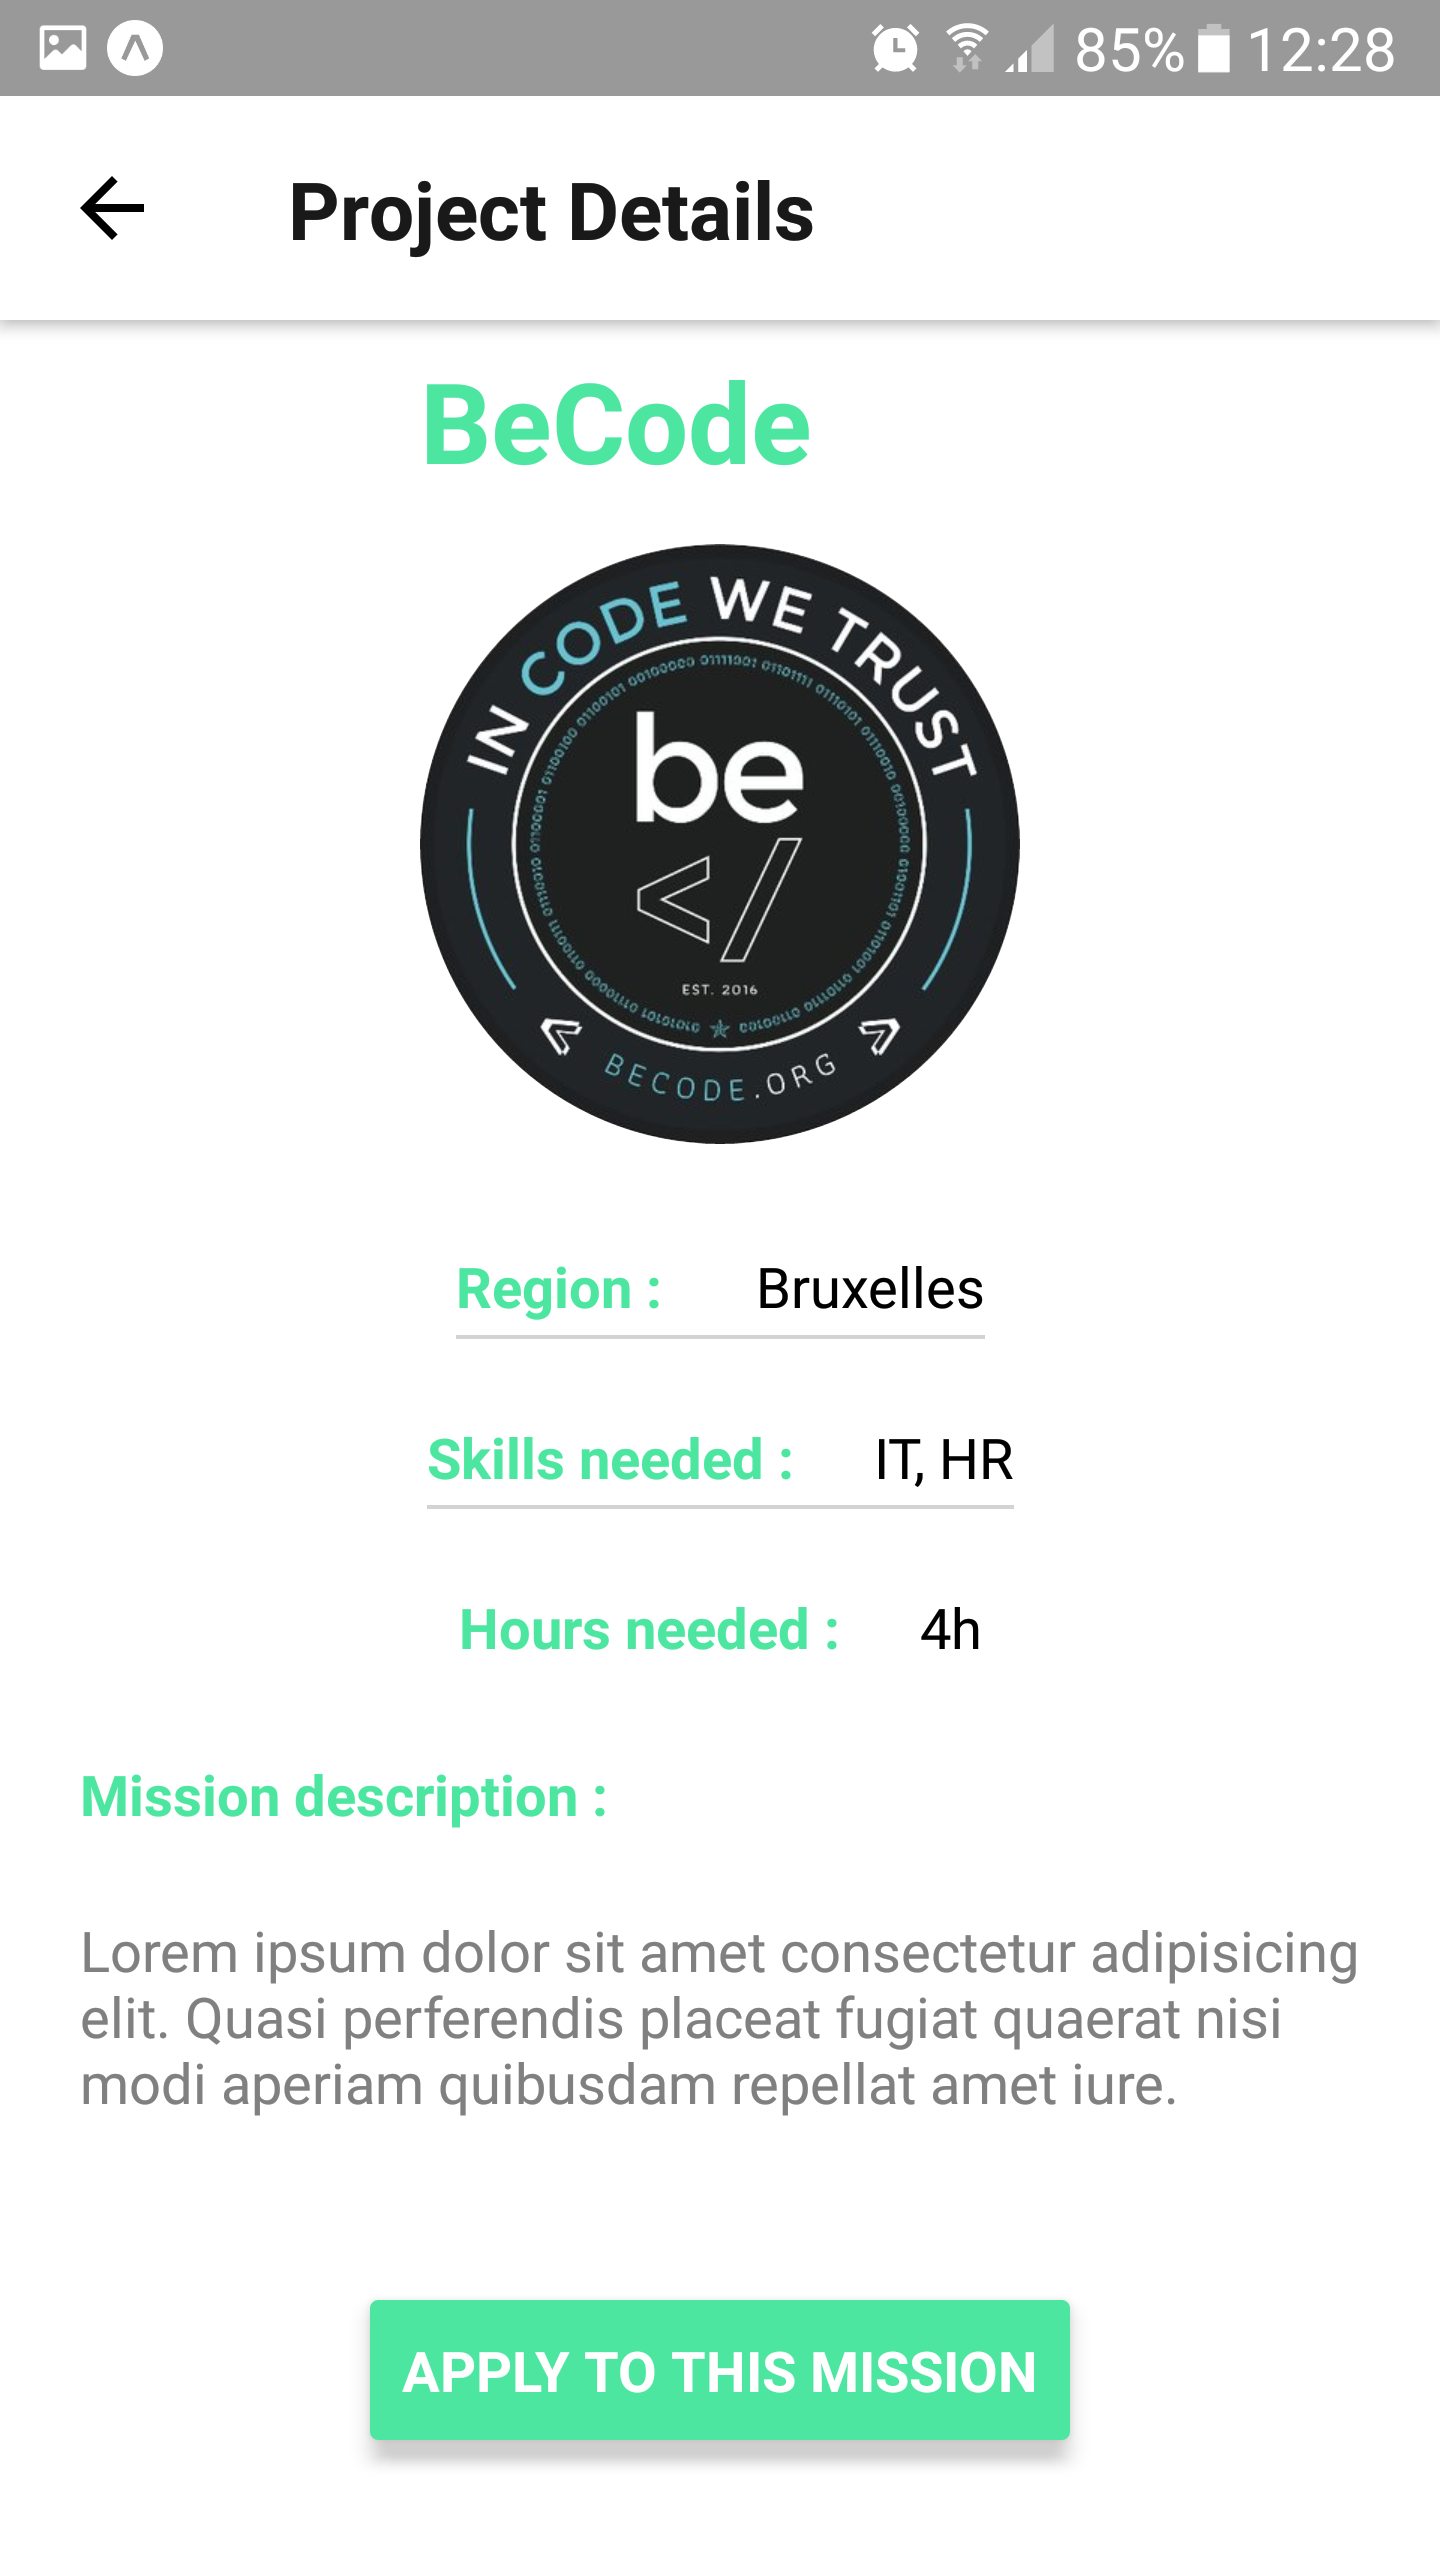 85% 12:28
Project Details
BeCode
IN CODE WE TRUST
be
EST. 2016
BECODE.ORG
Region : Bruxelles
Skills needed : IT, HR
Hours needed : 4h
Mission description :
Lorem ipsum dolor sit amet consectetur adipisicing
elit. Quasi perferendis placeat fugiat quaerat nisi
modi aperiam quibusdam repellat amet iure.
APPLY TO THIS MISSION